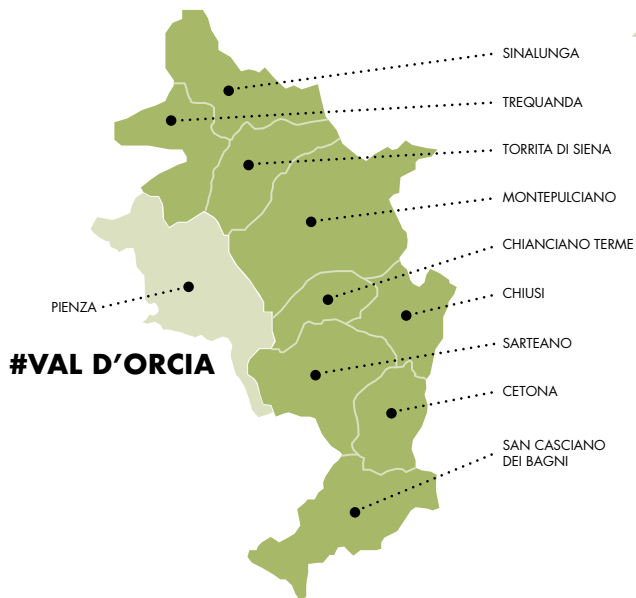 SINALUNGA
TREQUANDA
TORRITA DI SIENA
MONTEPULCIANO
CHIANCIANO TERME
CHIUSI
PIENZA
SARTEANO
#VAL D’ORCIA
CETONA
SAN CASCIANO
DEI BAGNI